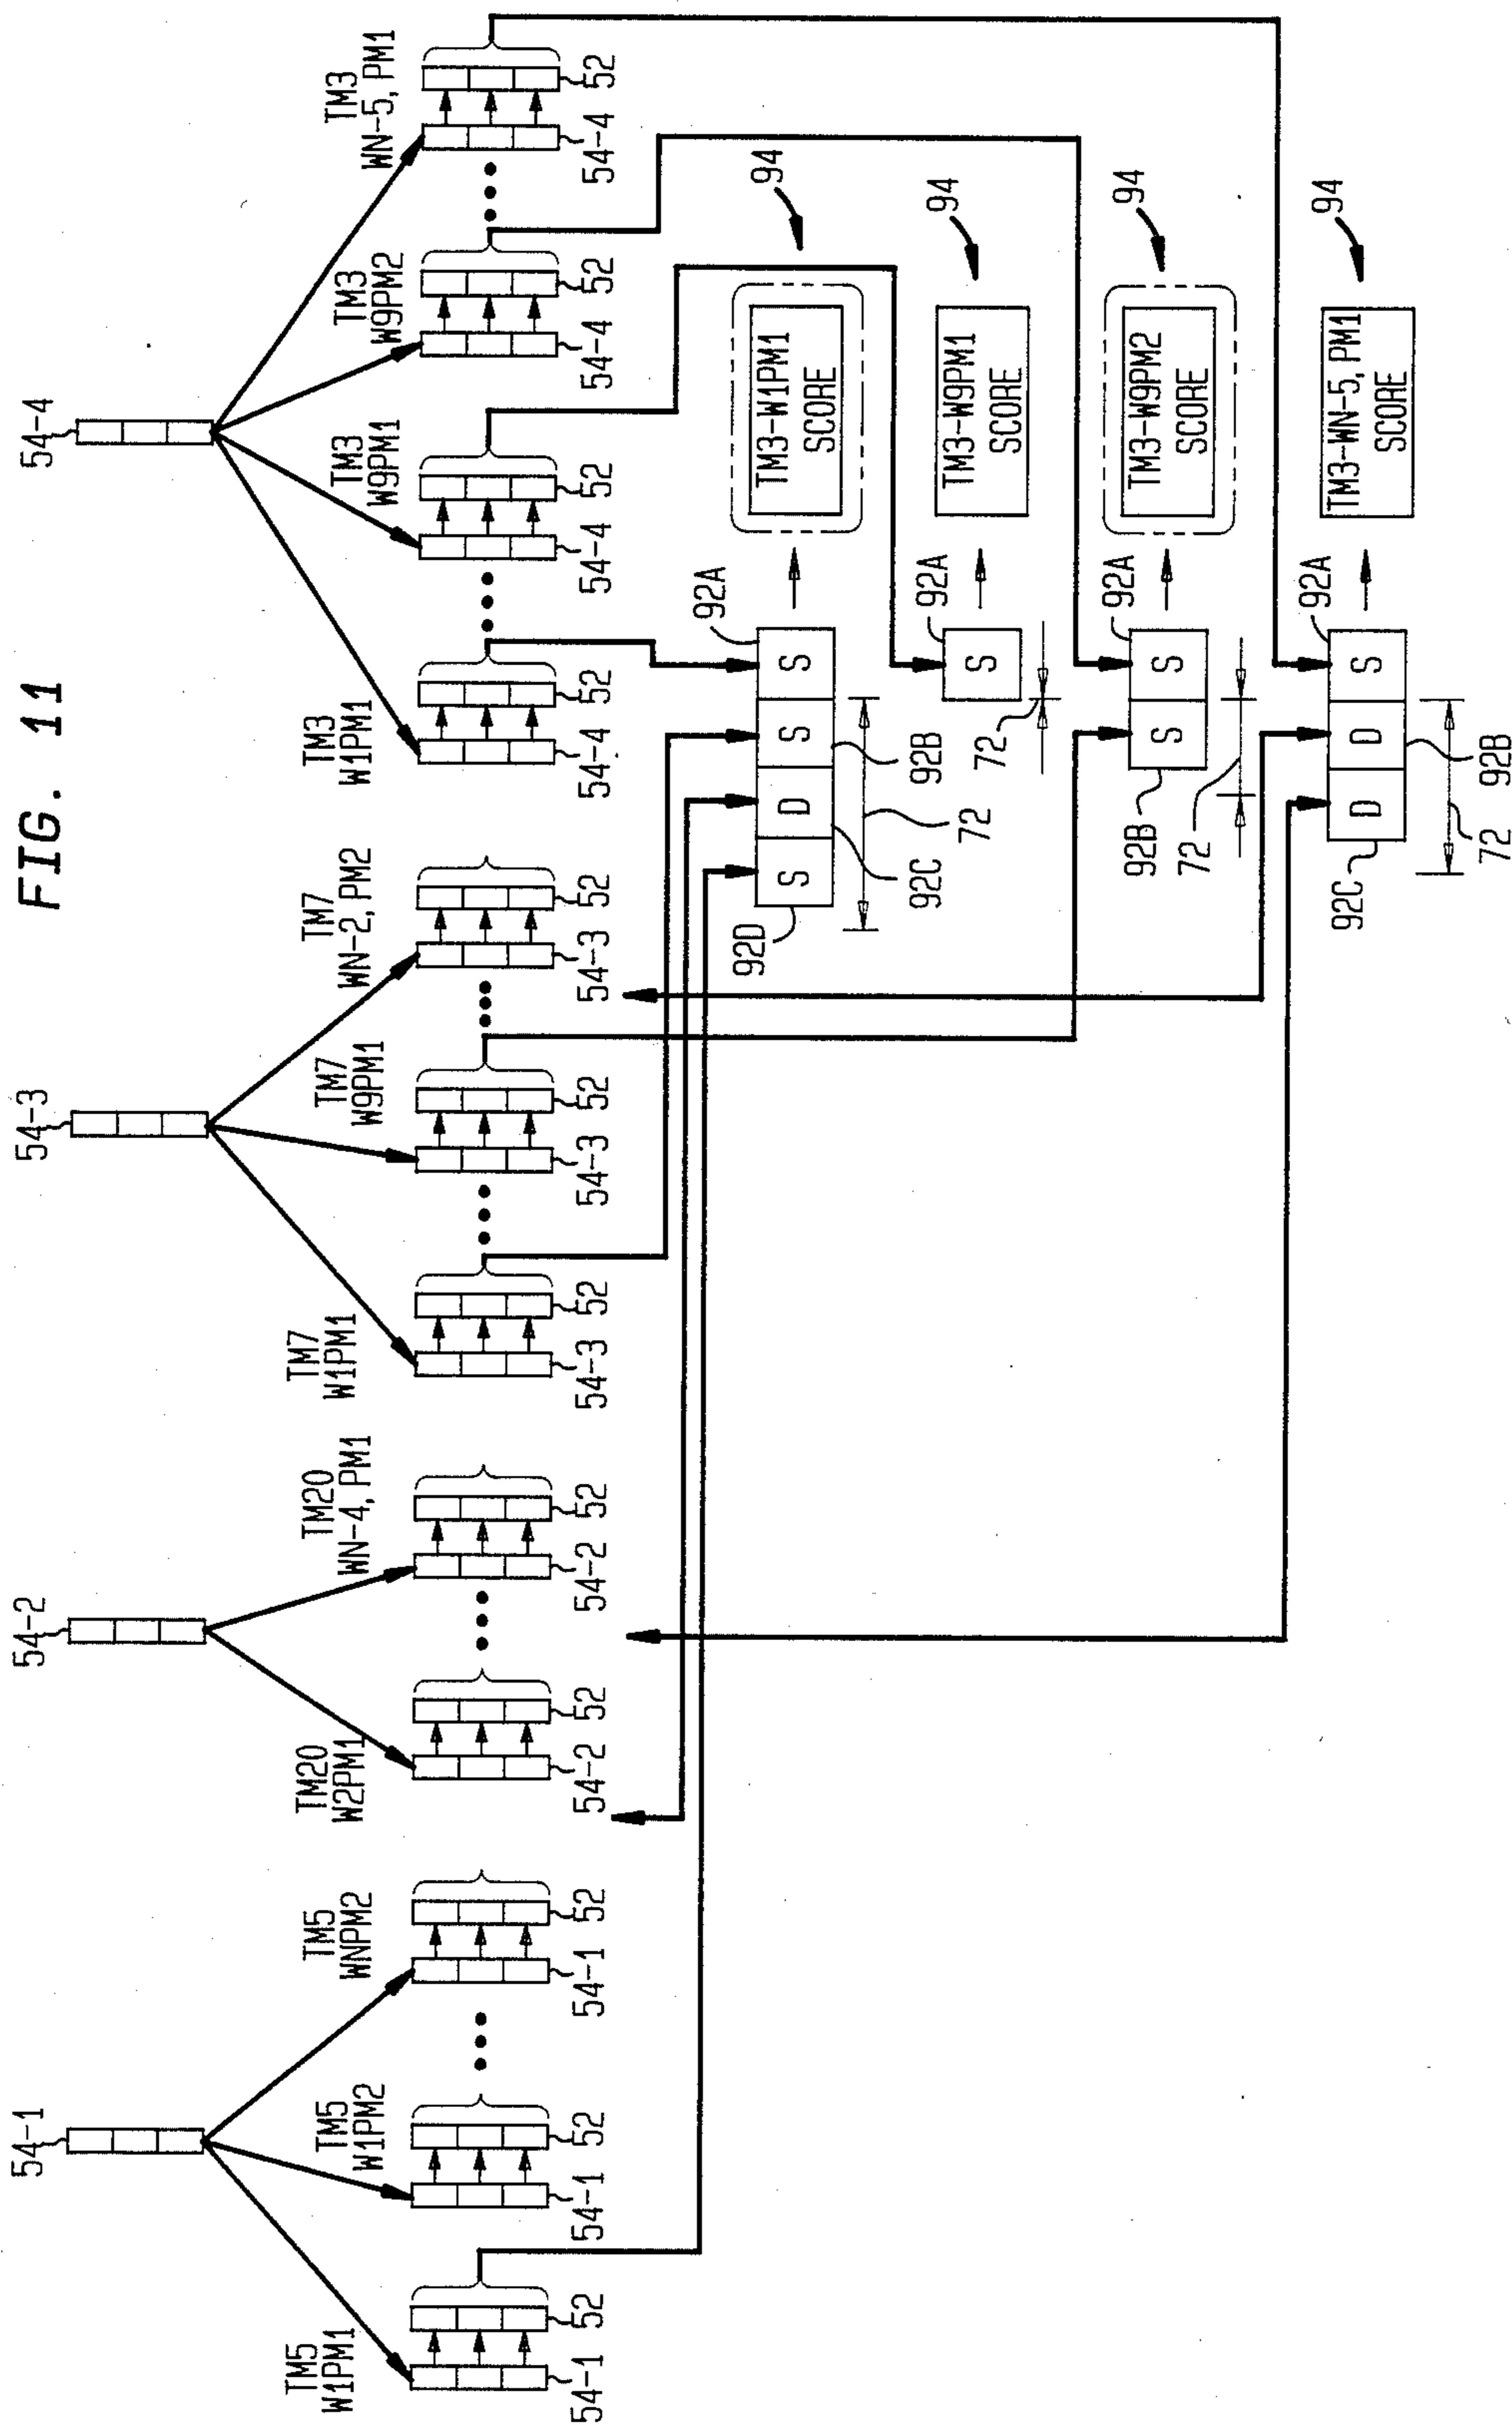 FIG. 11
54-1
54-2
54-3
54-4
TM5
W1PM1
TM5
W1PM2
TM5
WNPM2
TM20
W2PM1
TM20
WN-4, PM1
TM7
W1PM1
TM7
W9PM1
TM7
WN-2, PM2
TM3
W1PM1
TM3
W9PM1
TM3
W9PM2
TM3
WN-5, PM1
54-1 52
54-1 52
54-1 52
54-2 52
54-2 52
54-3 52
54-3 52
54-3 52
54-4 52
54-4 52
54-4 52
54-4 52
92A
S D S S
92D
92C
92B
72
TM3-W1PM1
SCORE
94
92A
S
72
TM3-W9PM1
SCORE
94
92A
S S
92B
72
TM3-W9PM2
SCORE
94
92A
D D S
92C
92B
72
TM3-WN-5, PM1
SCORE
94